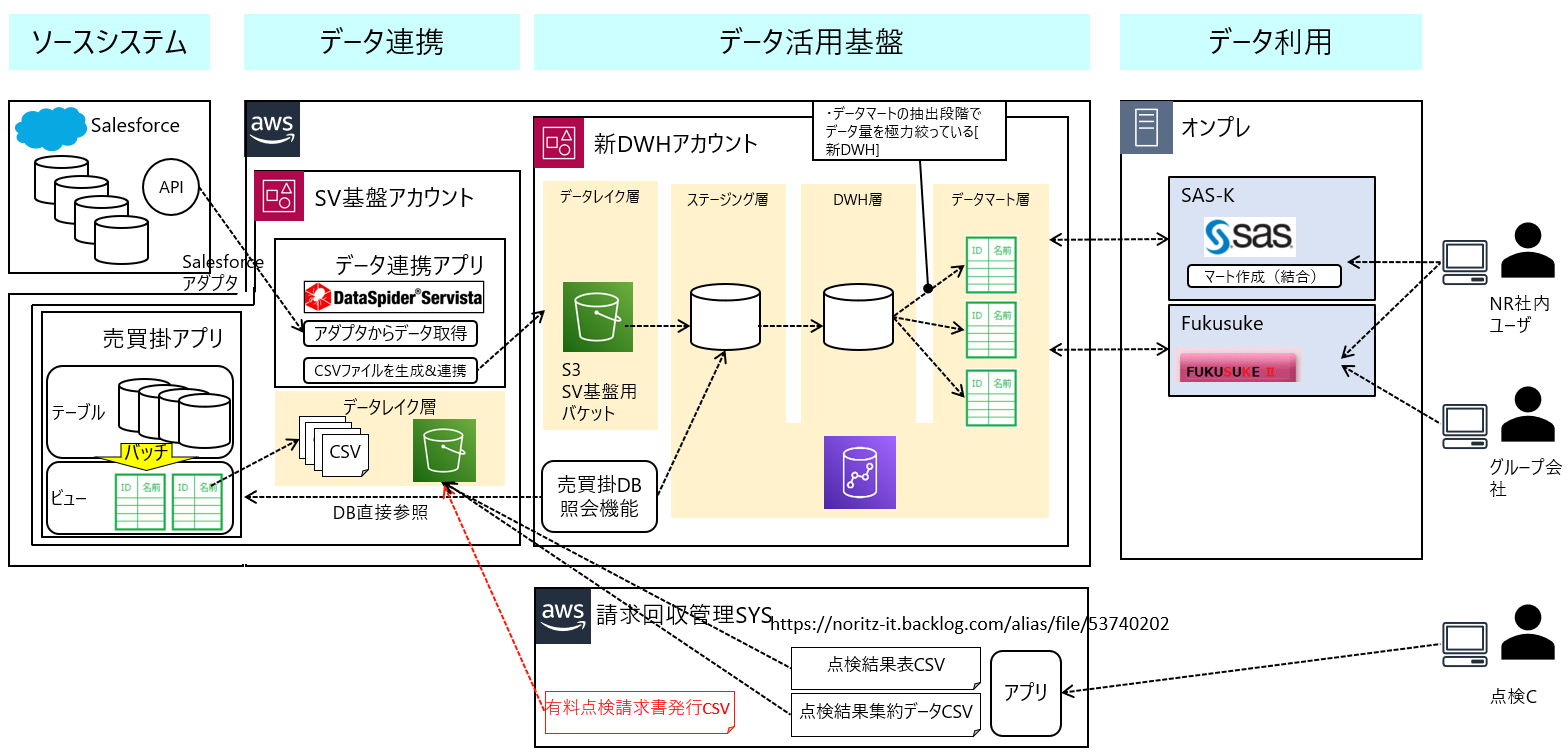 ソースシステム
データ連携
データ活用基盤
データ利用
Salesforce
API
Salesforce
アダプタ
売買掛アプリ
テーブル
バッチ
ビュー
ID 名前
ID 名前
aws
SV基盤アカウント
データ連携アプリ
DataSpider®Servista
アダプタからデータ取得
CSVファイルを生成&連携
データレイク層
CSV
DB直接参照
新DWHアカウント
・データマートの抽出段階で
データ量を極力絞っている[
新DWH]
データレイク層
ステージング層
DWH層
データマート層
S3
SV基盤用
バケット
ID 名前
ID 名前
ID 名前
売買掛DB
照会機能
オンプレ
SAS-K
sas
マート作成（結合）
Fukusuke
FUKUSUKE II
NR社内
ユーザ
グループ会
社
点検C
aws
請求回収管理SYS
https://noritz-it.backlog.com/alias/file/53740202
点検結果表CSV
点検結果集約データCSV
アプリ
有料点検請求書発行CSV